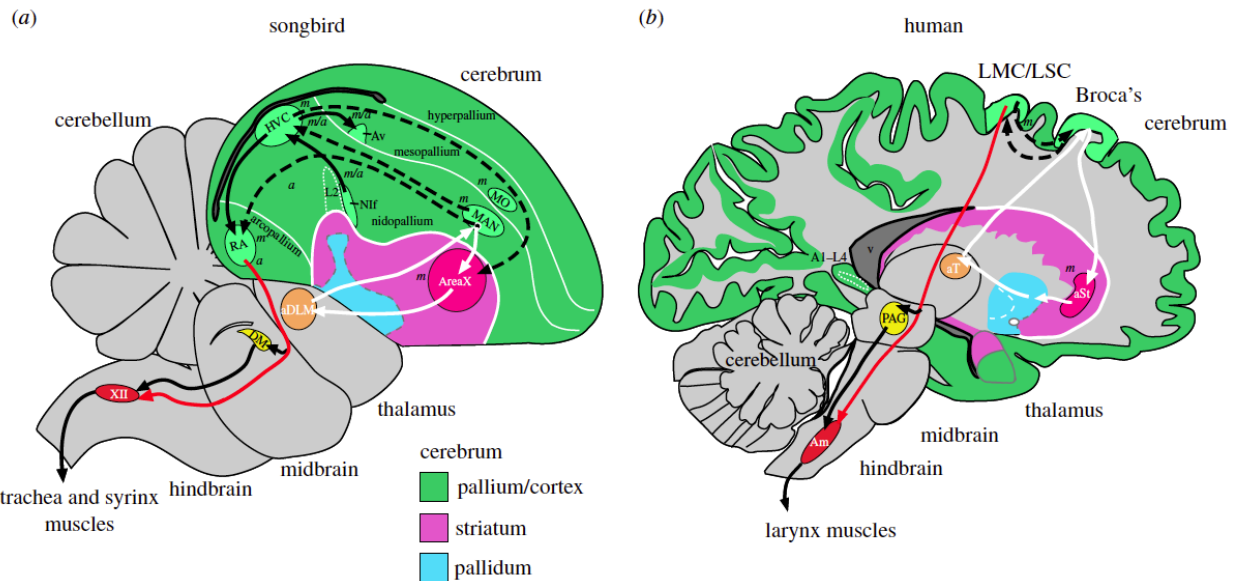 (a)
songbird
cerebrum
cerebellum
hyperpallium
m
HVC
m/a
m/a
Av
mesopallium
a
m/a
L2
NIf
nidopallium
m
MO
m
MAN
arcopallium
RA
m
a
m
AreaX
aDLM
DM
XII
thalamus
midbrain
hindbrain
trachea and syrinx
muscles
cerebrum
pallium/cortex
striatum
pallidum
(b)
human
LMC/LSC
Broca's
m
cerebrum
v
A1–L4
aT
m
aSt
PAG
cerebellum
thalamus
Am
midbrain
hindbrain
larynx muscles